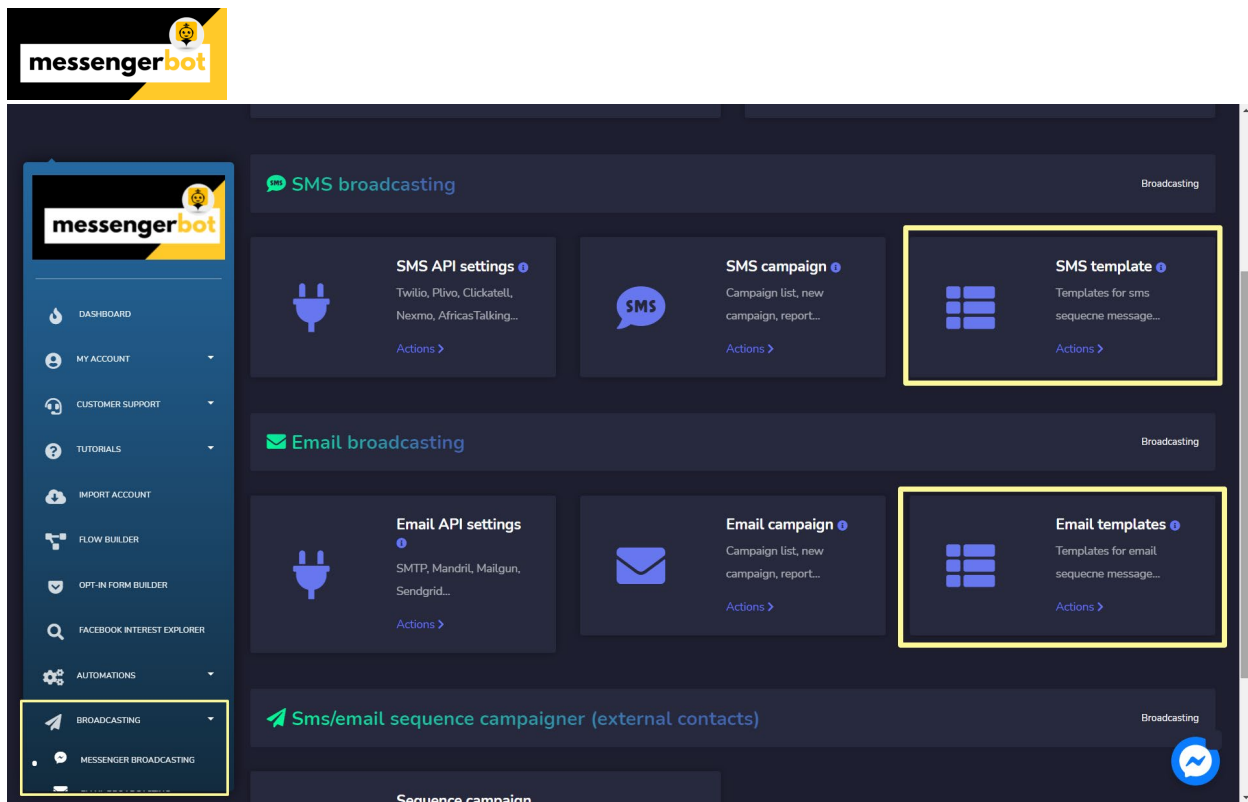 messengerbot
messengerbot
DASHBOARD
MY ACCOUNT
CUSTOMER SUPPORT
TUTORIALS
IMPORT ACCOUNT
FLOW BUILDER
OPT-IN FORM BUILDER
FACEBOOK INTEREST EXPLORER
AUTOMATIONS
BROADCASTING
MESSENGER BROADCASTING
SMS SMS broadcasting
Broadcasting
SMS API settings
Twilio, Plivo, Clickatell,
Nexmo, AfricasTalking...
Actions
SMS
SMS campaign
Campaign list, new
campaign, report...
Actions
SMS template
Templates for sms
sequecne message...
Actions
Email broadcasting
Broadcasting
Email API settings
SMTP, Mandril, Mailgun,
Sendgrid...
Actions
Email campaign
Campaign list, new
campaign, report...
Actions
Email templates
Templates for email
sequecne message...
Actions
Sms/email sequence campaigner (external contacts)
Broadcasting
Sequence campaign